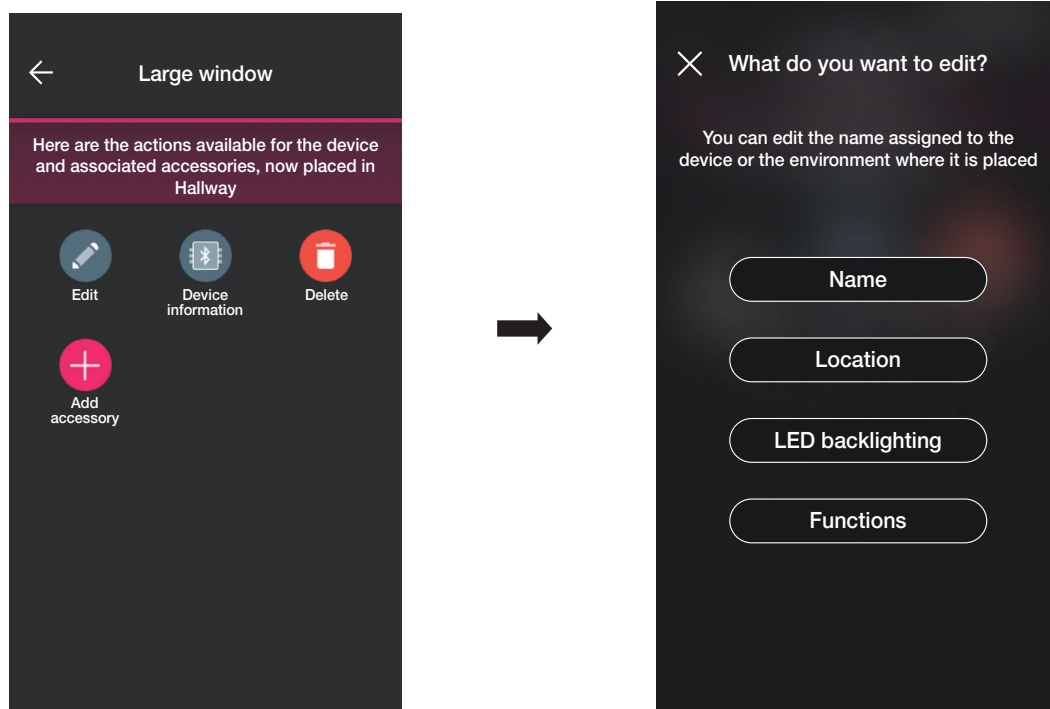 Large window
Here are the actions available for the device
and associated accessories, now placed in
Hallway
Edit
Device
information
Delete
Add
accessory
What do you want to edit?
You can edit the name assigned to the
device or the environment where it is placed
Name
Location
LED backlighting
Functions